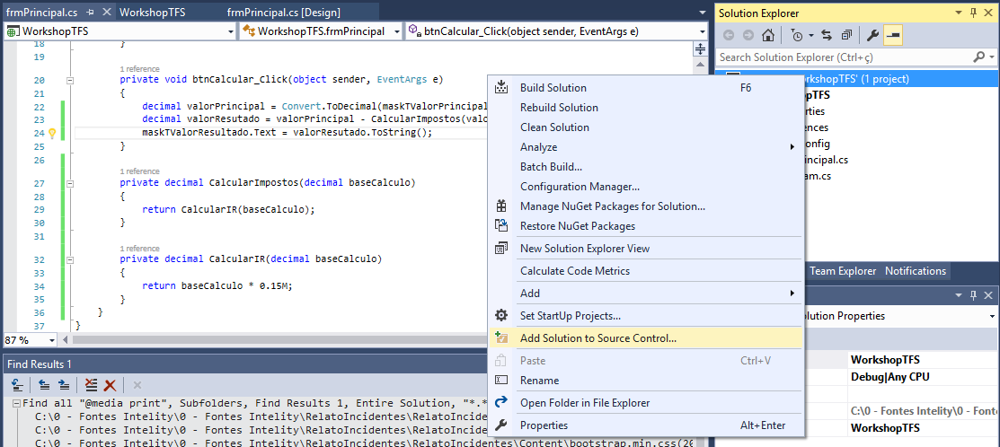 frmPrincipal.cs
WorkshopTFS
frmPrincipal.cs [Design]
WorkshopTFS
WorkshopTFS.frmPrincipal
btnCalcular_Click(object sender, EventArgs e)
18 }
19
1 reference
20 private void btnCalcular_Click(object sender, EventArgs e)
21 {
22 decimal valorPrincipal = Convert.ToDecimal(maskTValorPrincipal
23 decimal valorResutado = valorPrincipal - CalcularImpostos(valo
24 maskTValorResultado.Text = valorResutado.ToString();
25 }
26
1 reference
27 private decimal CalcularImpostos(decimal baseCalculo)
28 {
29 return CalcularIR(baseCalculo);
30 }
31
1 reference
32 private decimal CalcularIR(decimal baseCalculo)
33 {
34 return baseCalculo * 0.15M;
35 }
36 }
37 }
87 %
Find Results 1
Find all "@media print", Subfolders, Find Results 1, Entire Solution, "*.*
C:\0 - Fontes Intelity\0 - Fontes Intelity\RelatoIncidentes\RelatoIncidentes
C:\0 - Fontes Intelity\0 - Fontes Intelity\RelatoIncidentes\RelatoIncidentes
C:\0 - Fontes Intelity\0 - Fontes Intelity\RelatoIncidentes\Content\bootstrap.min.css(20
Build Solution F6
Rebuild Solution
Clean Solution
Analyze
Batch Build...
Configuration Manager...
Manage NuGet Packages for Solution...
Restore NuGet Packages
New Solution Explorer View
Calculate Code Metrics
Add
Set StartUp Projects...
Add Solution to Source Control...
Paste Ctrl+V
Rename
Open Folder in File Explorer
Properties Alt+Enter
Solution Explorer
Search Solution Explorer (Ctrl+ç)
orkshopTFS' (1 project)
opTFS
erties
ences
onfig
incipal.cs
am.cs
Team Explorer
Notifications
olution Properties
WorkshopTFS
Debug|Any CPU
C:\0 - Fontes Intelity\0 - Fontes
WorkshopTFS